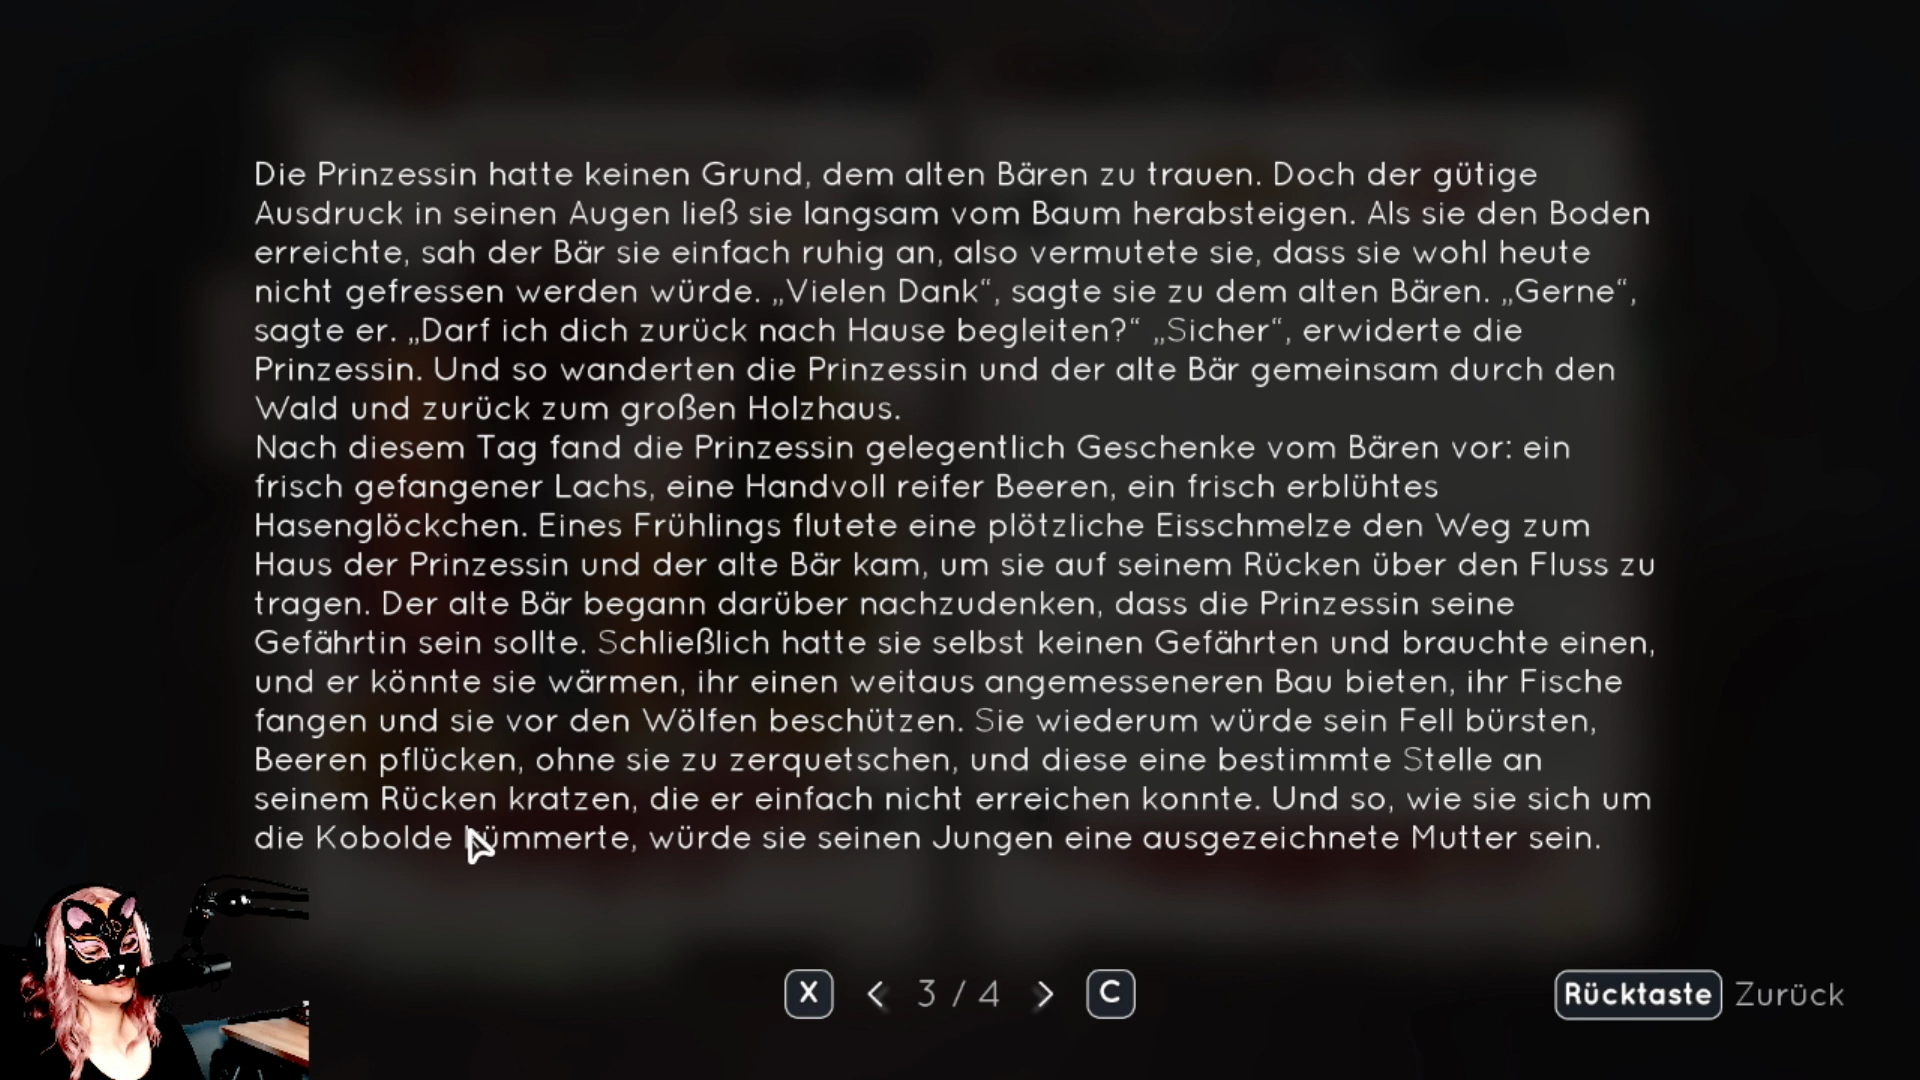 Die Prinzessin hatte keinen Grund, dem alten Bären zu trauen. Doch der gütige
Ausdruck in seinen Augen ließ sie langsam vom Baum herabsteigen. Als sie den Boden
erreichte, sah der Bär sie einfach ruhig an, also vermutete sie, dass sie wohl heute
nicht gefressen werden würde. „Vielen Dank“, sagte sie zu dem alten Bären. „Gerne“,
sagte er. „Darf ich dich zurück nach Hause begleiten?“ „Sicher“, erwiderte die
Prinzessin. Und so wanderten die Prinzessin und der alte Bär gemeinsam durch den
Wald und zurück zum großen Holzhaus.
Nach diesem Tag fand die Prinzessin gelegentlich Geschenke vom Bären vor: ein
frisch gefangener Lachs, eine Handvoll reifer Beeren, ein frisch erblühtes
Hasenglöckchen. Eines Frühlings flutete eine plötzliche Eisschmelze den Weg zum
Haus der Prinzessin und der alte Bär kam, um sie auf seinem Rücken über den Fluss zu
tragen. Der alte Bär begann darüber nachzudenken, dass die Prinzessin seine
Gefährtin sein sollte. Schließlich hatte sie selbst keinen Gefährten und brauchte einen,
und er könnte sie wärmen, ihr einen weitaus angemesseneren Bau bieten, ihr Fische
fangen und sie vor den Wölfen beschützen. Sie wiederum würde sein Fell bürsten,
Beeren pflücken, ohne sie zu zerquetschen, und diese eine bestimmte Stelle an
seinem Rücken kratzen, die er einfach nicht erreichen konnte. Und so, wie sie sich um
die Kobolde kümmerte, würde sie seinen Jungen eine ausgezeichnete Mutter sein.
X < 3 / 4 > C
Rücktaste Zurück